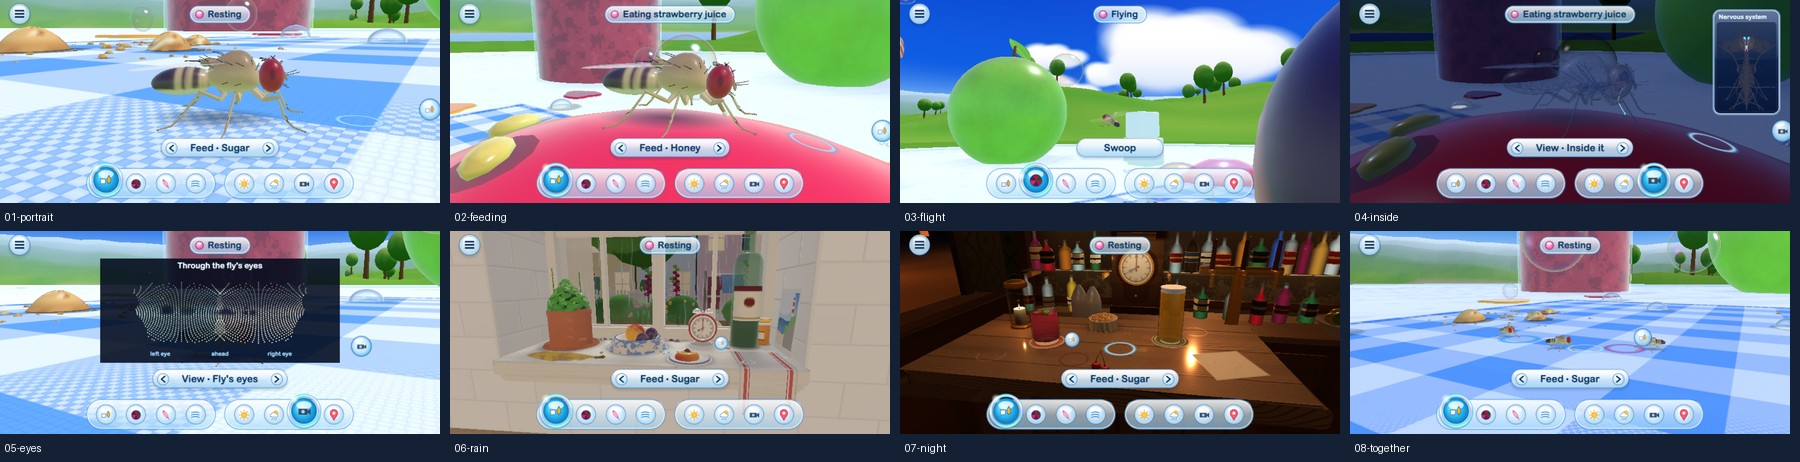 Resting
Feed · Sugar
01-portrait
Eating strawberry juice
Feed · Honey
02-feeding
Flying
Swoop
03-flight
Eating strawberry juice
Nervous system
View · Inside it
04-inside
Resting
Through the fly's eyes
left eye
ahead
right eye
View · Fly's eyes
05-eyes
Resting
Feed · Sugar
06-rain
Resting
Feed · Sugar
07-night
Resting
Feed · Sugar
08-together